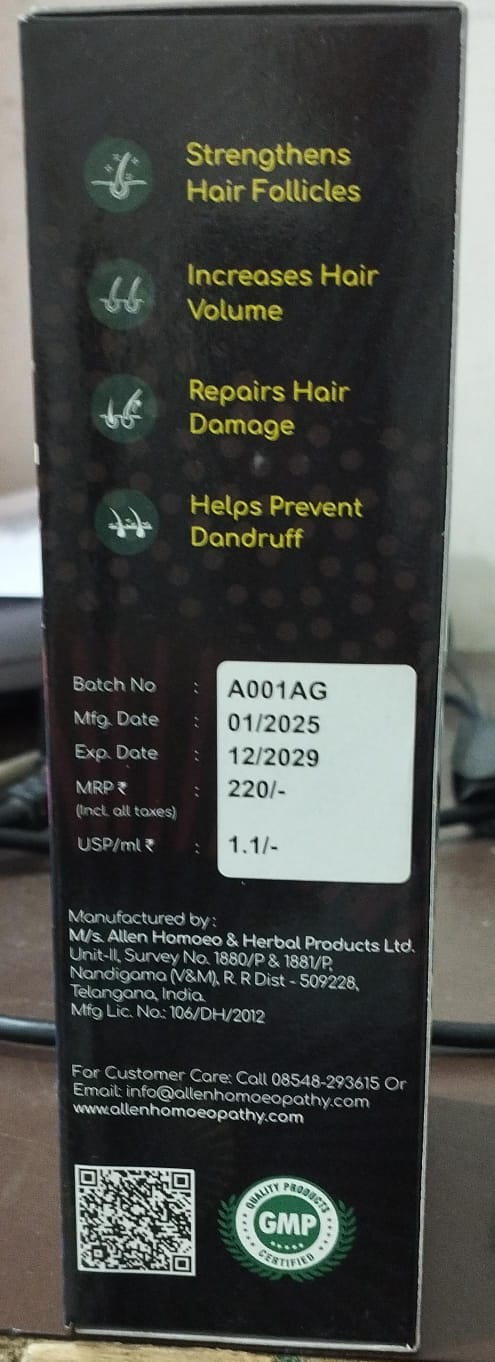 Strengthens
Hair Follicles
Increases Hair
Volume
Repairs Hair
Damage
Helps Prevent
Dandruff
Batch No : A001AG
Mfg. Date : 01/2025
Exp. Date : 12/2029
MRP ₹ : 220/-
(Incl. all taxes)
USP/ml ₹ : 1.1/-
Manufactured by :
M/s. Allen Homoeo & Herbal Products Ltd.
Unit-II, Survey No. 1880/P & 1881/P,
Nandigama (V&M), R. R Dist - 509228,
Telangana, India.
Mfg Lic. No.: 106/DH/2012
For Customer Care: Call 08548-293615 Or
Email: info@allenhomoeopathy.com
www.allenhomoeopathy.com
QUALITY PRODUCTS
GMP
CERTIFIED